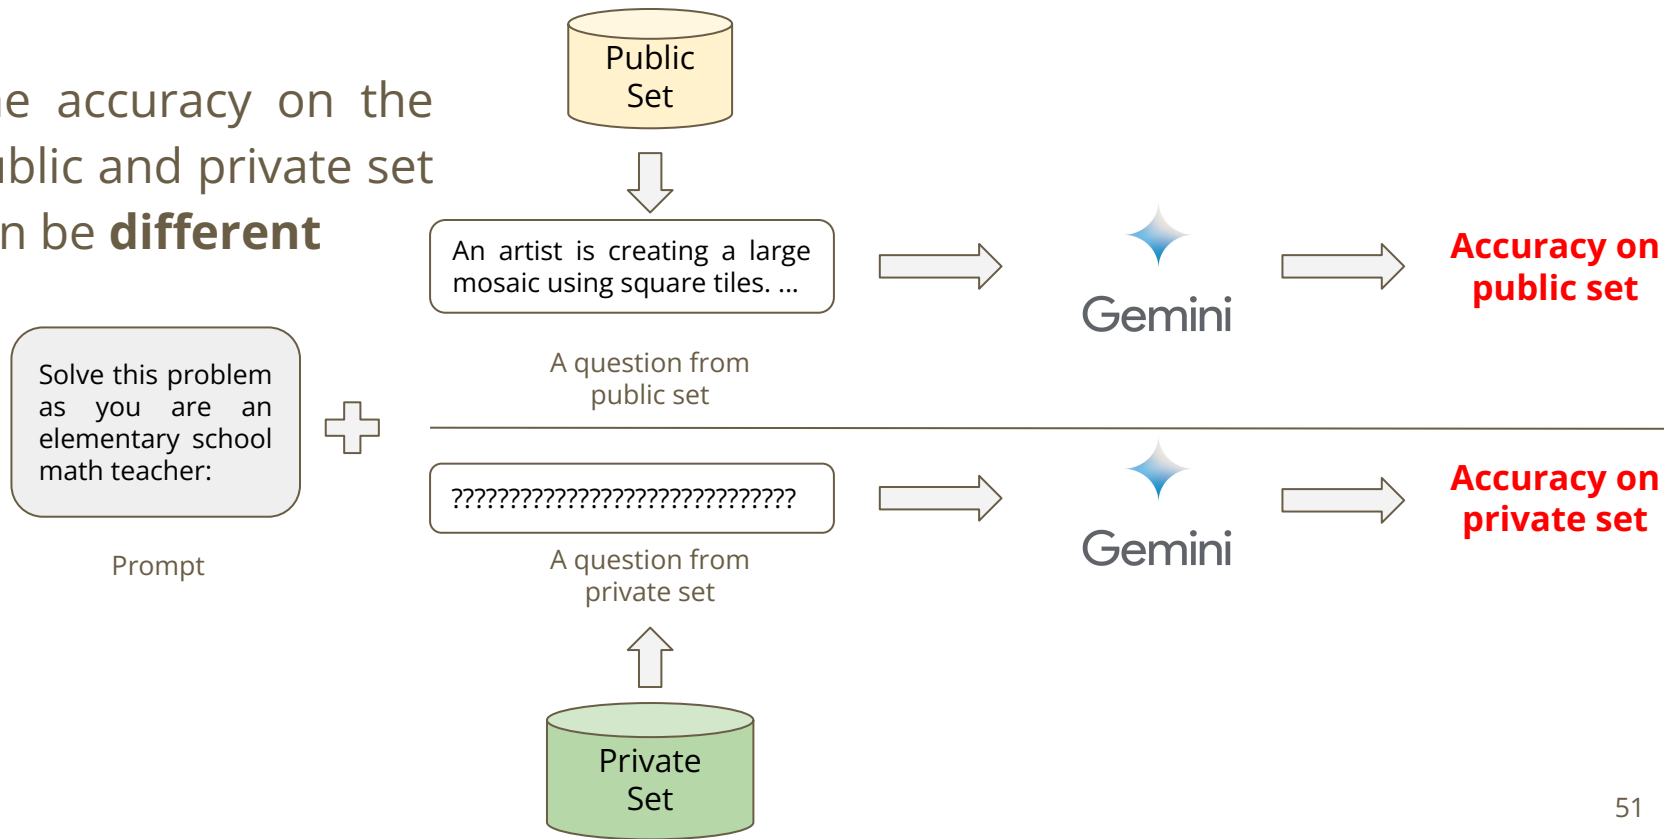 Public
Set
accuracy on the
and private set
be different
An artist is creating a large
mosaic using square tiles. ...
Gemini
Accuracy on
public set
A question from
public set
Solve this problem
as you are an
elementary school
math teacher:
Prompt
??????????????????????????????
A question from
private set
Gemini
Accuracy on
private set
Private
Set
51